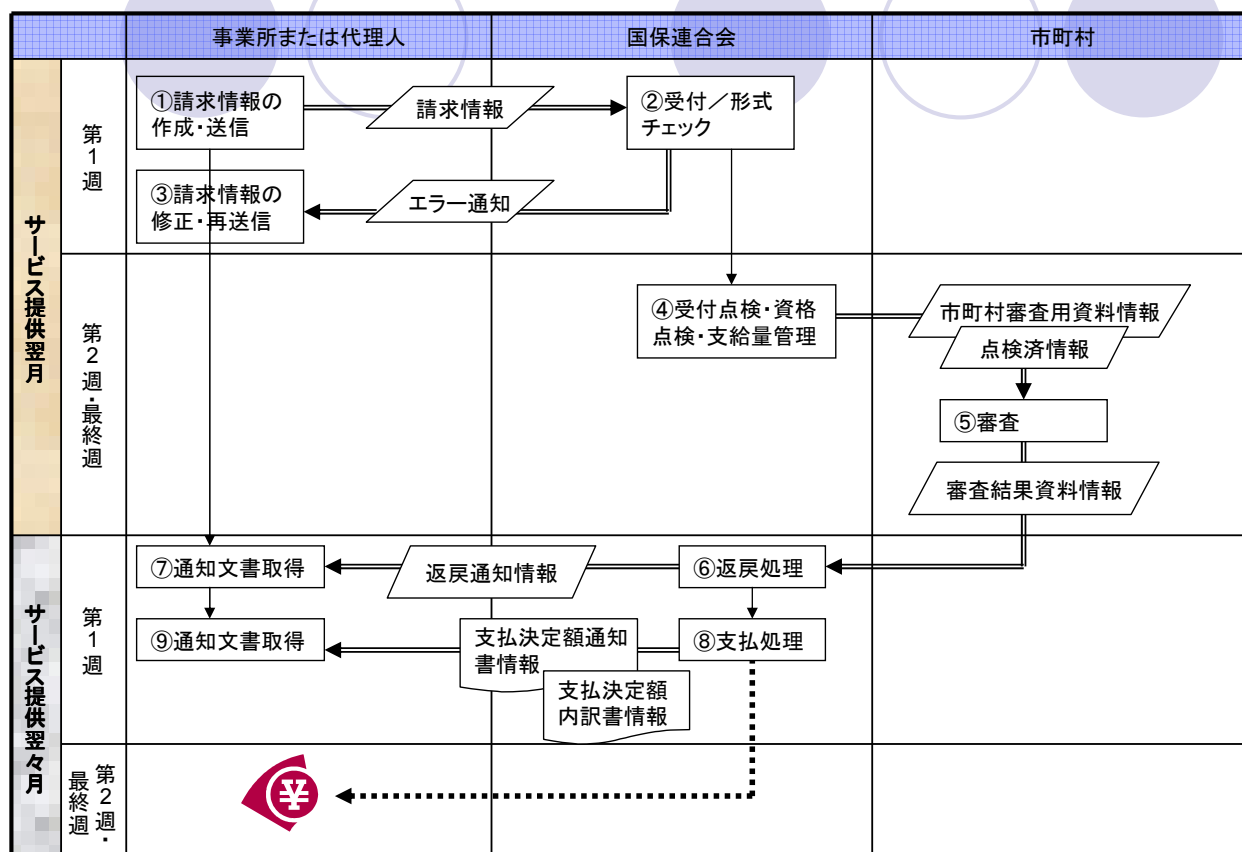 事業所または代理人
国保連合会
市町村
サービス提供翌月
第1週
①請求情報の
作成・送信
請求情報
②受付／形式
チェック
③請求情報の
修正・再送信
エラー通知
第2週・最終週
④受付点検・資格
点検・支給量管理
市町村審査用資料情報
点検済情報
⑤審査
審査結果資料情報
サービス提供翌々月
第1週
⑦通知文書取得
返戻通知情報
⑥返戻処理
⑨通知文書取得
支払決定額通知
書情報
⑧支払処理
支払決定額
内訳書情報
第2週・
最終週
¥